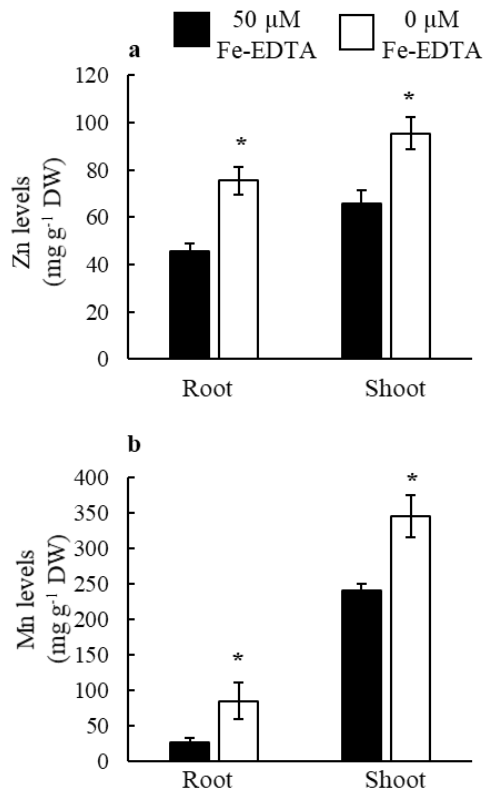 50 µM
Fe-EDTA
0 µM
Fe-EDTA
a
Zn levels
(mg g⁻¹ DW)
120
100
80
60
40
20
0
*
*
Root
Shoot
b
Mn levels
(mg g⁻¹ DW)
400
350
300
250
200
150
100
50
0
*
*
Root
Shoot